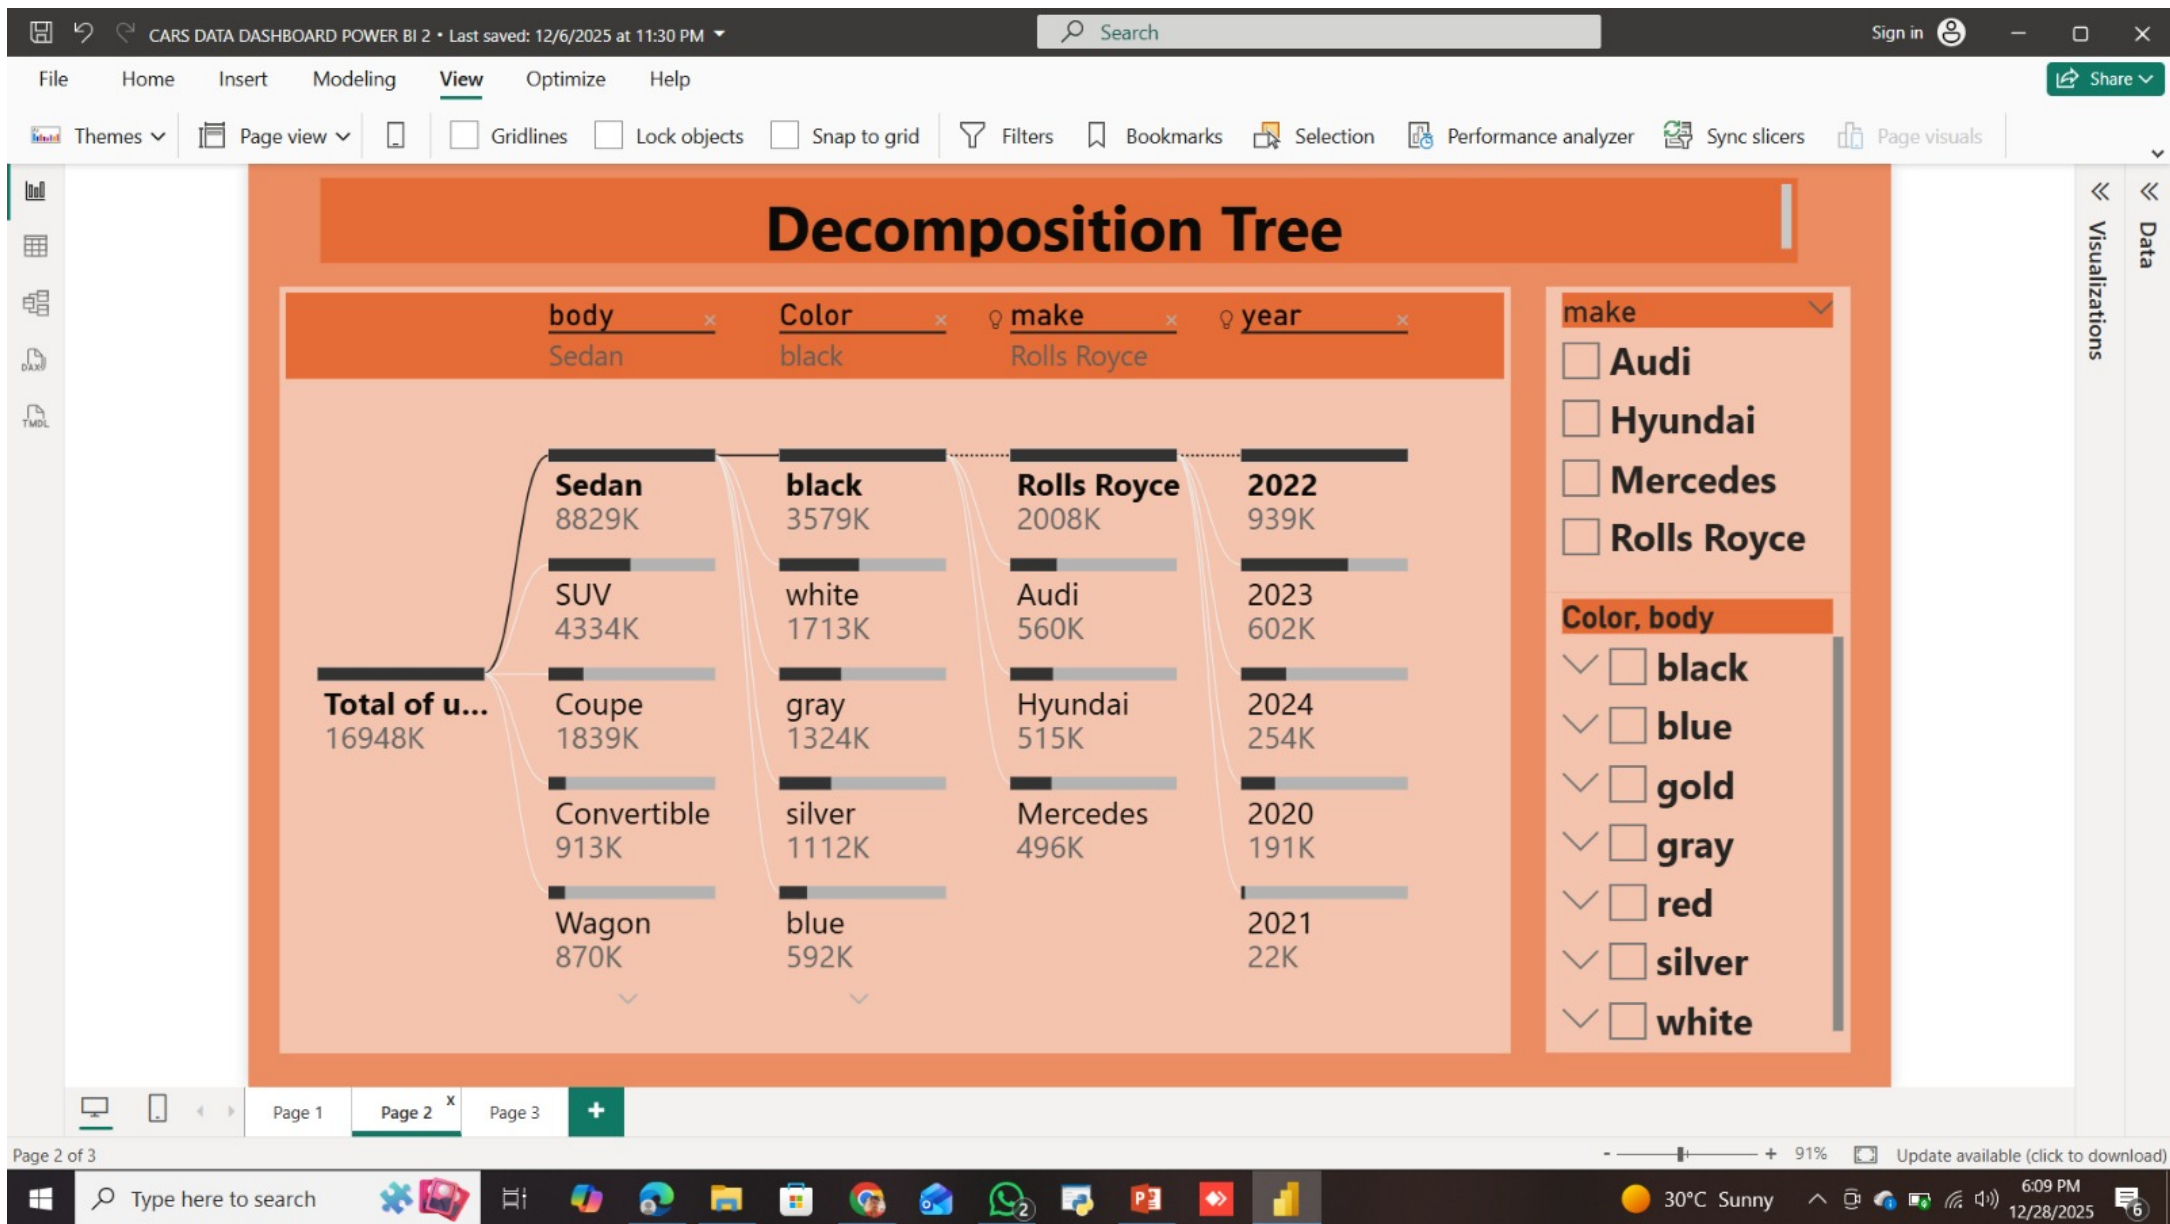 CARS DATA DASHBOARD POWER BI 2 • Last saved: 12/6/2025 at 11:30 PM
Search
Sign in
File Home Insert Modeling View Optimize Help
Share
Themes Page view Gridlines Lock objects Snap to grid Filters Bookmarks Selection Performance analyzer Sync slicers Page visuals
Decomposition Tree
body Color make year
Sedan black Rolls Royce
Sedan black Rolls Royce 2022
8829K 3579K 2008K 939K
SUV white Audi 2023
4334K 1713K 560K 602K
Total of u... Coupe gray Hyundai 2024
16948K 1839K 1324K 515K 254K
Convertible silver Mercedes 2020
913K 1112K 496K 191K
Wagon blue 2021
870K 592K 22K
make
Audi
Hyundai
Mercedes
Rolls Royce
Color, body
black
blue
gold
gray
red
silver
white
Visualizations
Data
DAX
TMDL
Page 1 Page 2 x Page 3 +
Page 2 of 3
- + 91% Update available (click to download)
Type here to search
2
30°C Sunny
6:09 PM
12/28/2025
6